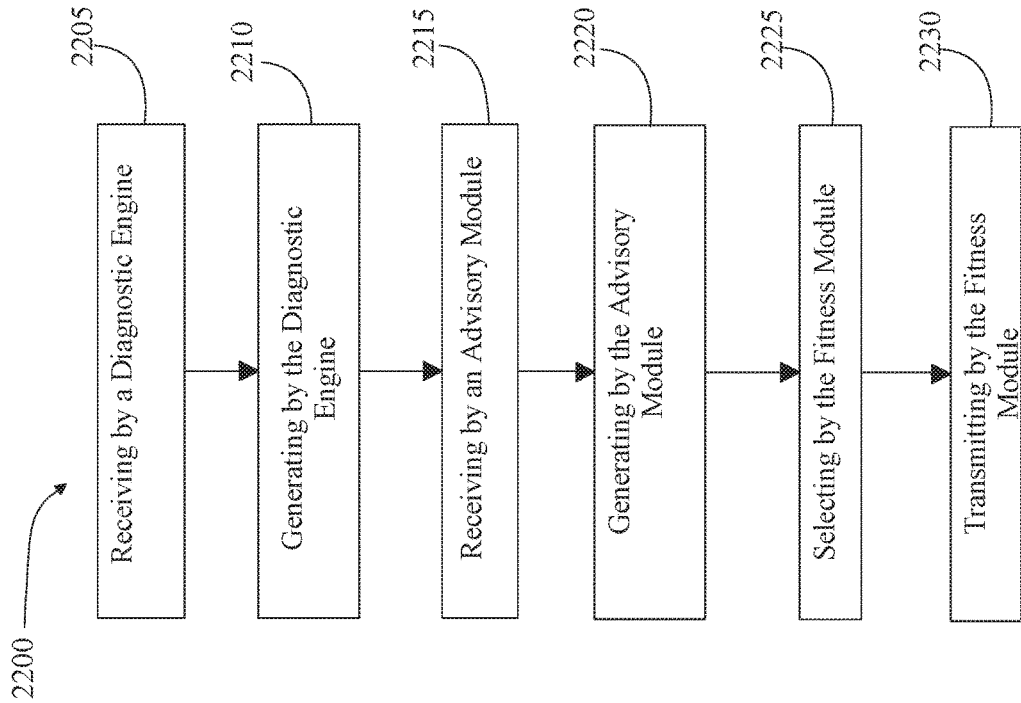 2200
Receiving by a Diagnostic Engine
2205
Generating by the Diagnostic
Engine
2210
Receiving by an Advisory Module
2215
Generating by the Advisory
Module
2220
Selecting by the Fitness Module
2225
Transmitting by the Fitness
Module
2230